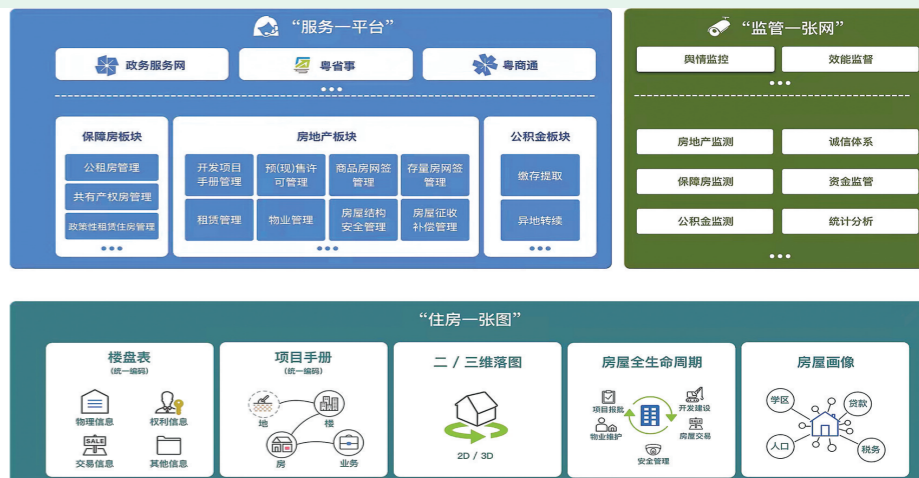 “服务一平台”
政务服务网
粤省事
粤商通
保障房板块
公租房管理
共有产权房管理
政策性租赁住房管理
房地产板块
开发项目
手册管理
预(现)售许
可管理
商品房网签
管理
存量房网签
管理
租赁管理
物业管理
房屋结构
安全管理
房屋征收
补偿管理
公积金板块
缴存提取
异地转续
“监管一张网”
舆情监控
效能监督
房地产监测
诚信体系
保障房监测
资金监管
公积金监测
统计分析
“住房一张图”
楼盘表
(统一编码)
物理信息
权利信息
SALE
交易信息
其他信息
项目手册
(统一编码)
地
楼
房
业务
二 / 三维落图
2D / 3D
房屋全生命周期
项目报批
开发建设
物业维护
房屋交易
安全管理
房屋画像
学区
贷款
人口
税务